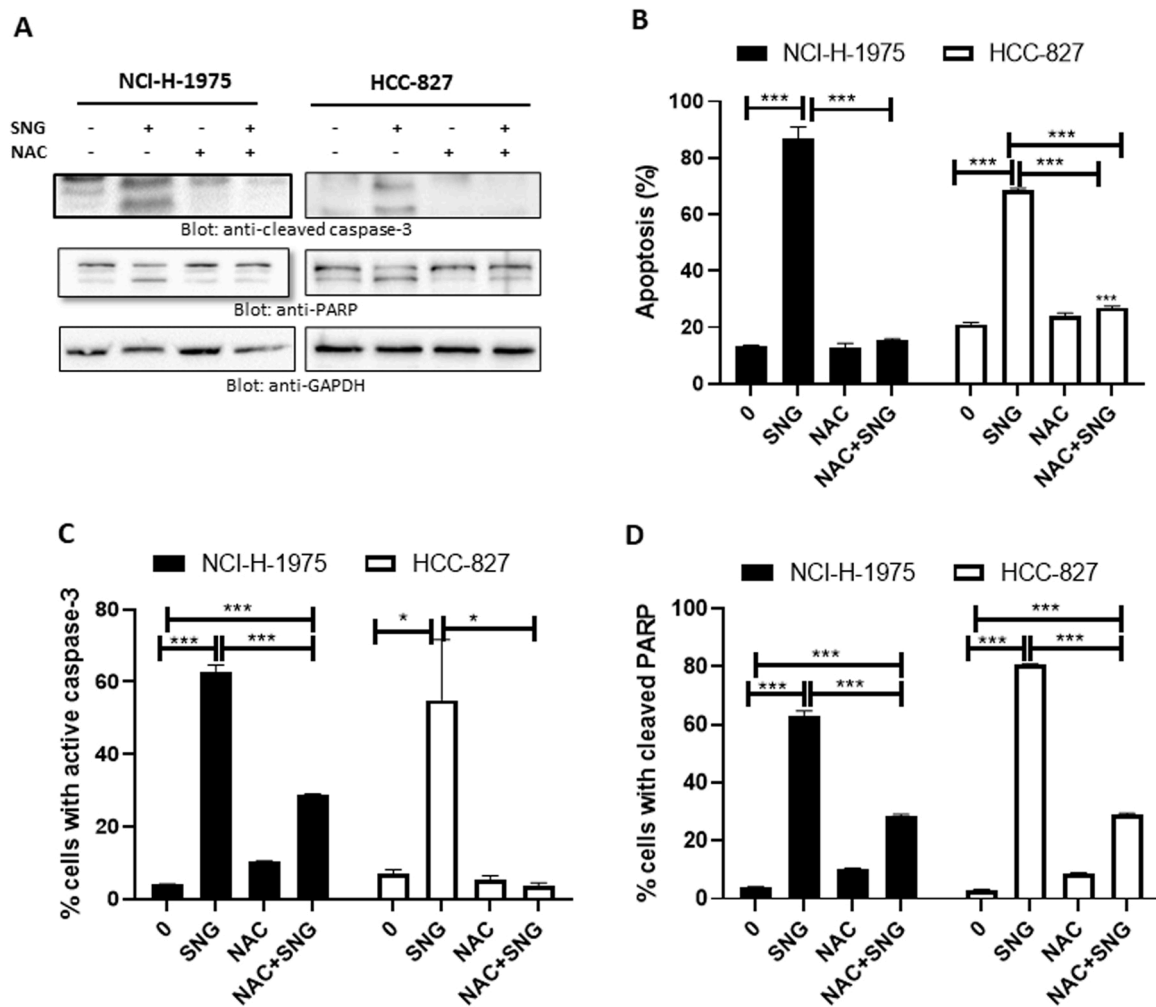 A
NCI-H-1975 HCC-827
SNG - + - + - + - +
NAC - - + + - - + +
Blot: anti-cleaved caspase-3
Blot: anti-PARP
Blot: anti-GAPDH
B
NCI-H-1975 HCC-827
Apoptosis (%)
100
80
60
40
20
0
*** ***
***
*** ***
***
0 SNG NAC NAC+SNG 0 SNG NAC NAC+SNG
C
NCI-H-1975 HCC-827
% cells with active caspase-3
80
60
40
20
0
***
*** ***
* *
0 SNG NAC NAC+SNG 0 SNG NAC NAC+SNG
D
NCI-H-1975 HCC-827
% cells with cleaved PARP
100
80
60
40
20
0
***
*** ***
***
*** ***
0 SNG NAC NAC+SNG 0 SNG NAC NAC+SNG